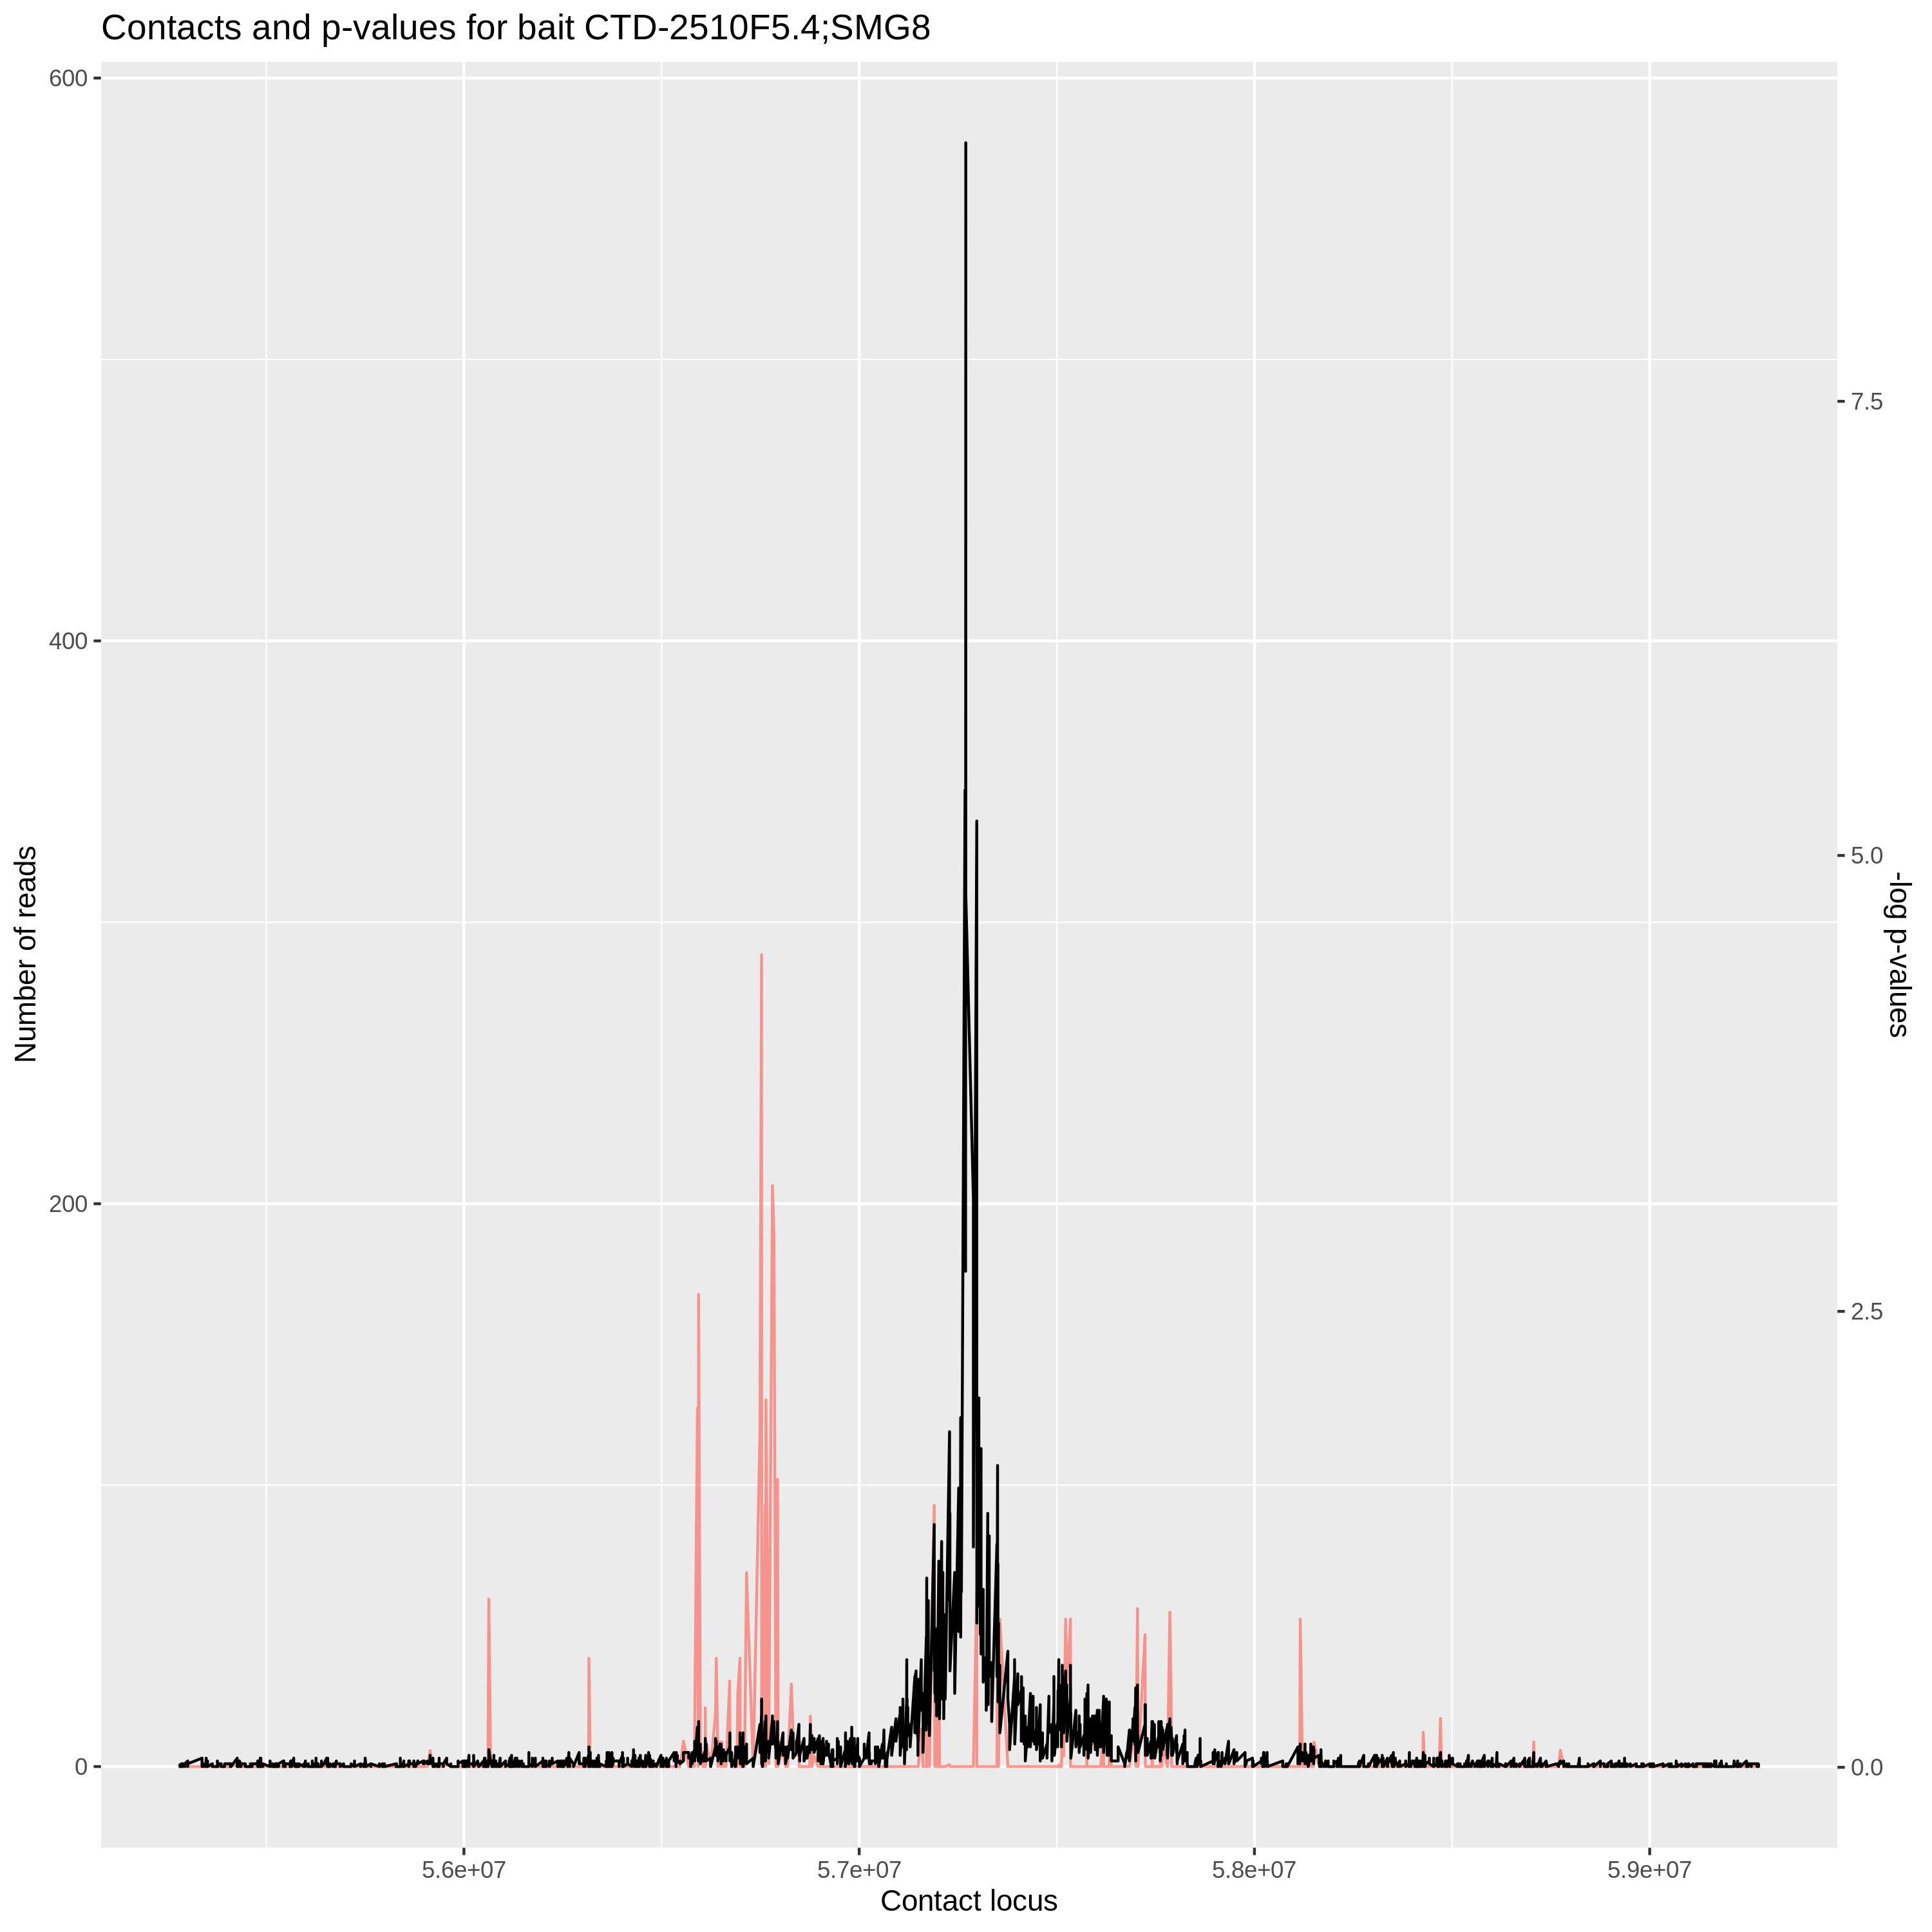 Contacts and p-values for bait CTD-2510F5.4;SMG8
600
400
200
0
Number of reads
7.5
5.0
2.5
0.0
-log p-values
5.6e+07
5.7e+07
5.8e+07
5.9e+07
Contact locus